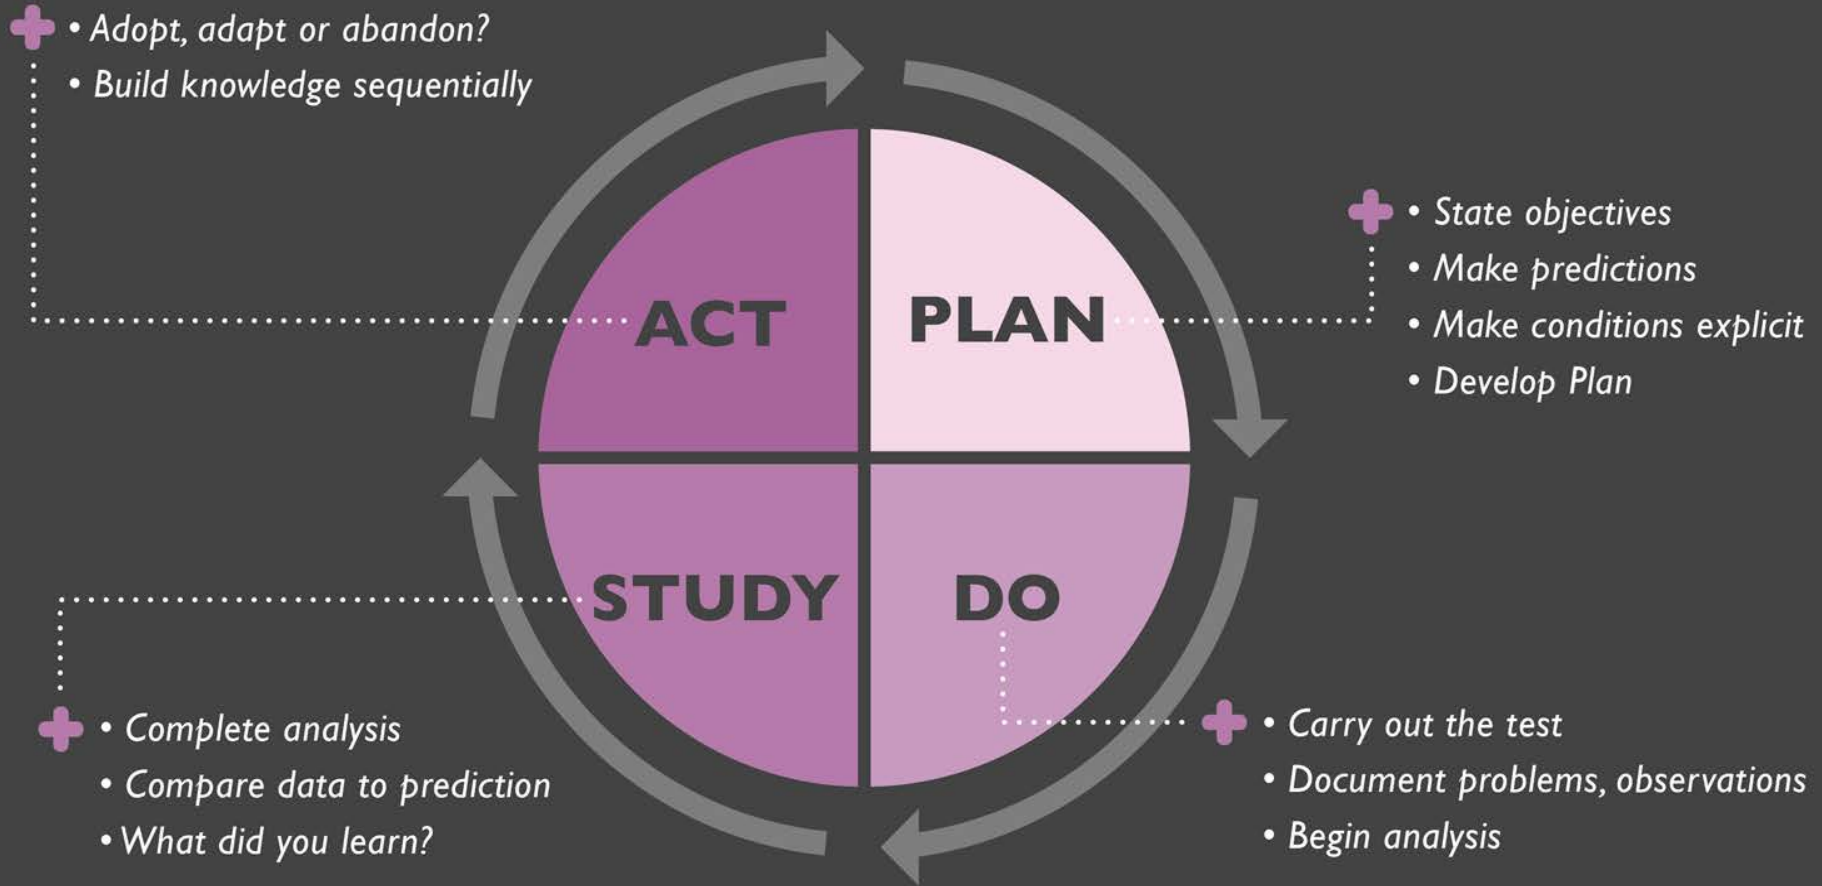 • Adopt, adapt or abandon?
• Build knowledge sequentially
ACT
PLAN
• State objectives
• Make predictions
• Make conditions explicit
• Develop Plan
STUDY
DO
• Complete analysis
• Compare data to prediction
• What did you learn?
• Carry out the test
• Document problems, observations
• Begin analysis